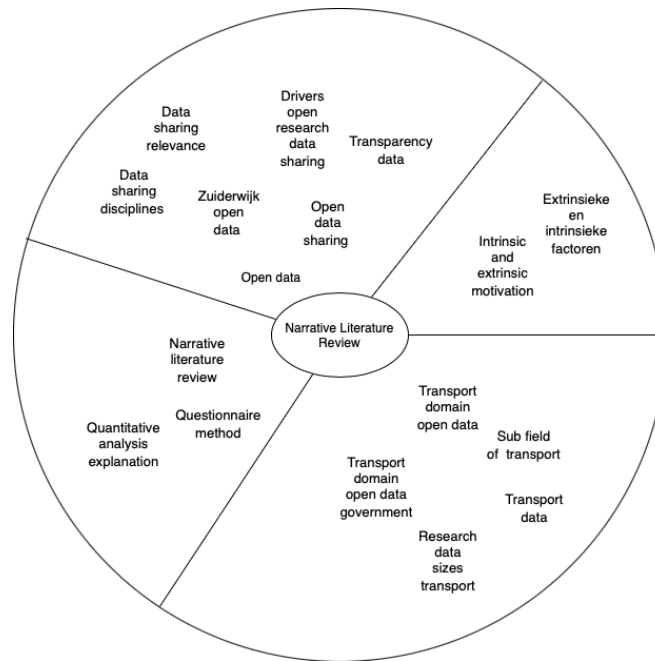 Data
sharing
relevance
Drivers
open
research
data
sharing
Transparency
data
Data
sharing
disciplines
Zuiderwijk
open
data
Open
data
sharing
Open data
Extrinsieke
en
intrinsieke
factoren
Intrinsic
and
extrinsic
motivation
Narrative Literature
Review
Narrative
literature
review
Questionnaire
method
Quantitative
analysis
explanation
Transport
domain
open data
Sub field
of transport
Transport
domain
open data
government
Transport
data
Research
data
sizes
transport